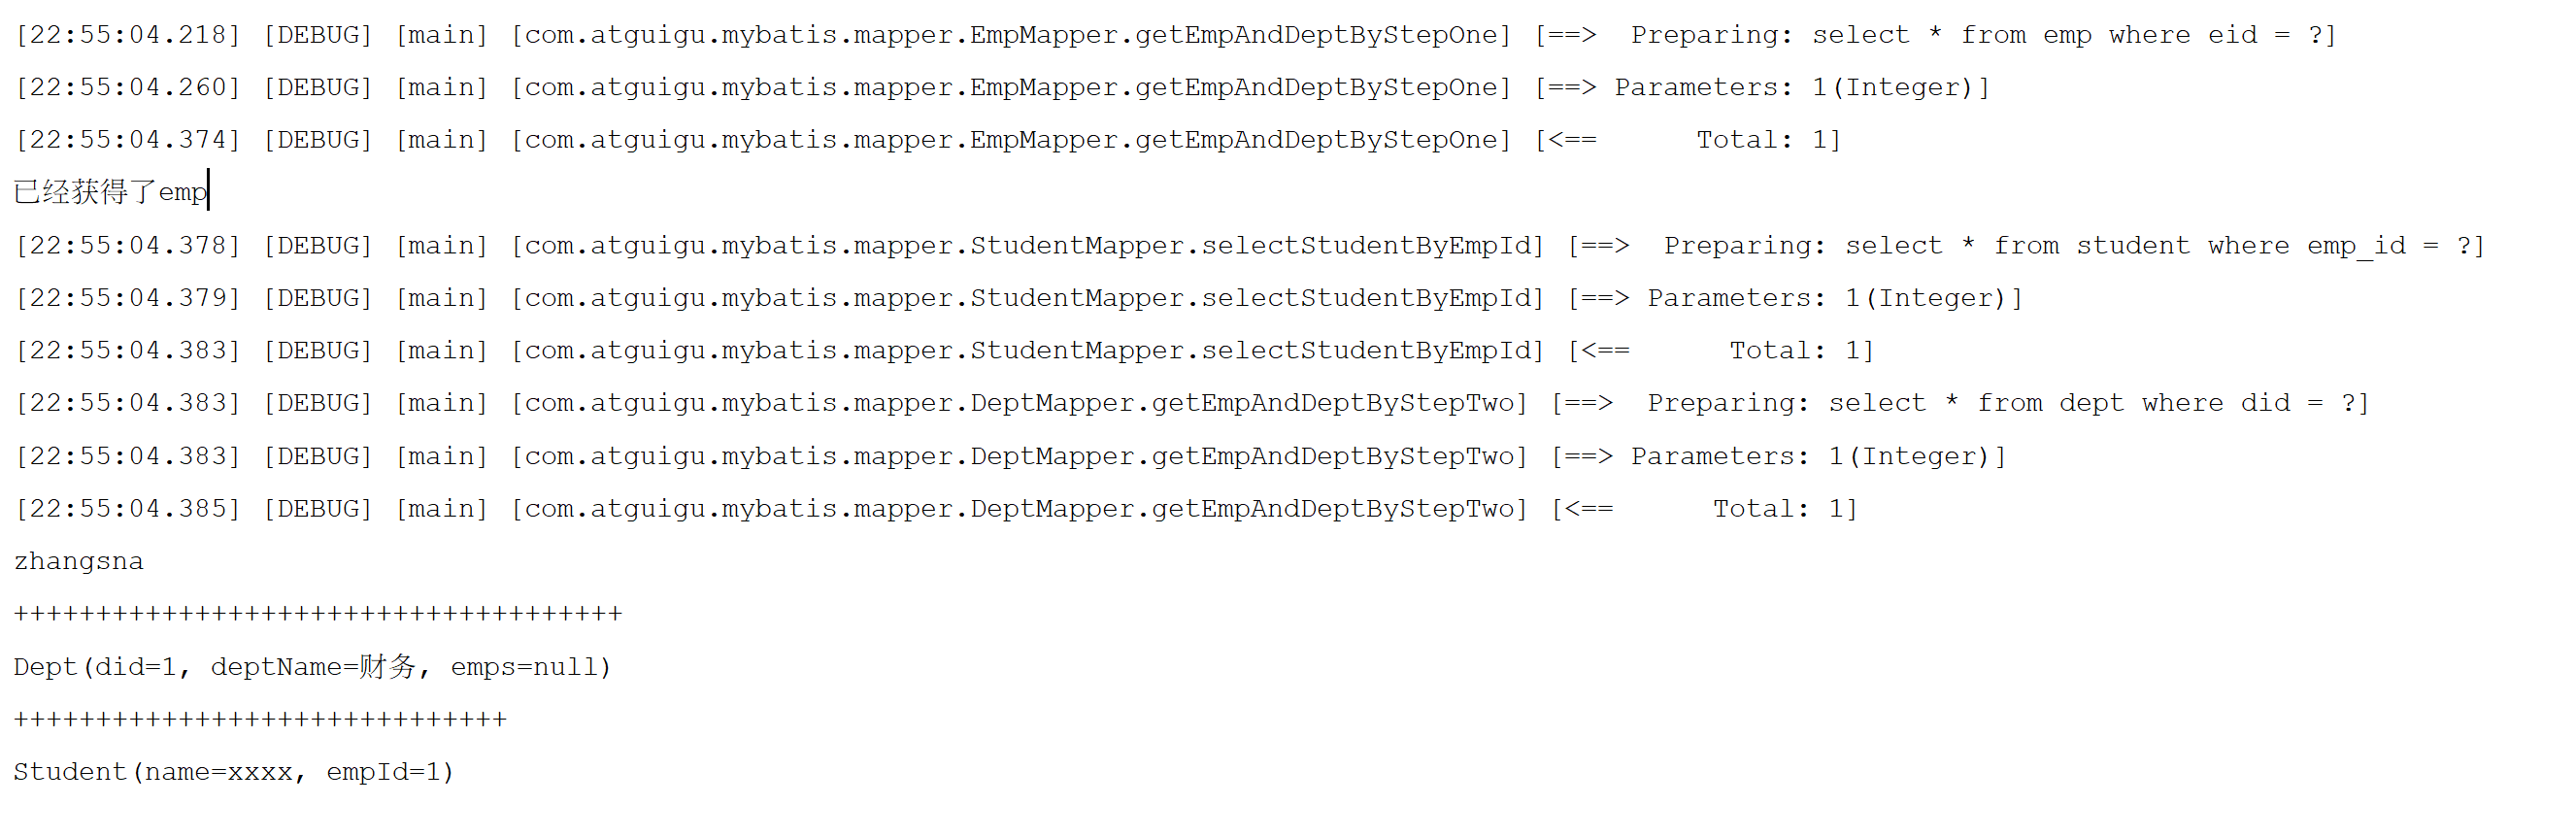 [22:55:04.218] [DEBUG] [main] [com.atguigu.mybatis.mapper.EmpMapper.getEmpAndDeptByStepOne] [==>  Preparing: select * from emp where eid = ?]
[22:55:04.260] [DEBUG] [main] [com.atguigu.mybatis.mapper.EmpMapper.getEmpAndDeptByStepOne] [==> Parameters: 1(Integer)]
[22:55:04.374] [DEBUG] [main] [com.atguigu.mybatis.mapper.EmpMapper.getEmpAndDeptByStepOne] [<==      Total: 1]
已经获得了emp
[22:55:04.378] [DEBUG] [main] [com.atguigu.mybatis.mapper.StudentMapper.selectStudentByEmpId] [==>  Preparing: select * from student where emp_id = ?]
[22:55:04.379] [DEBUG] [main] [com.atguigu.mybatis.mapper.StudentMapper.selectStudentByEmpId] [==> Parameters: 1(Integer)]
[22:55:04.383] [DEBUG] [main] [com.atguigu.mybatis.mapper.StudentMapper.selectStudentByEmpId] [<==      Total: 1]
[22:55:04.383] [DEBUG] [main] [com.atguigu.mybatis.mapper.DeptMapper.getEmpAndDeptByStepTwo] [==>  Preparing: select * from dept where did = ?]
[22:55:04.383] [DEBUG] [main] [com.atguigu.mybatis.mapper.DeptMapper.getEmpAndDeptByStepTwo] [==> Parameters: 1(Integer)]
[22:55:04.385] [DEBUG] [main] [com.atguigu.mybatis.mapper.DeptMapper.getEmpAndDeptByStepTwo] [<==      Total: 1]
zhangsna
+++++++++++++++++++++++++++++++++++++
Dept(did=1, deptName=财务, emps=null)
++++++++++++++++++++++++++++++
Student(name=xxxx, empId=1)